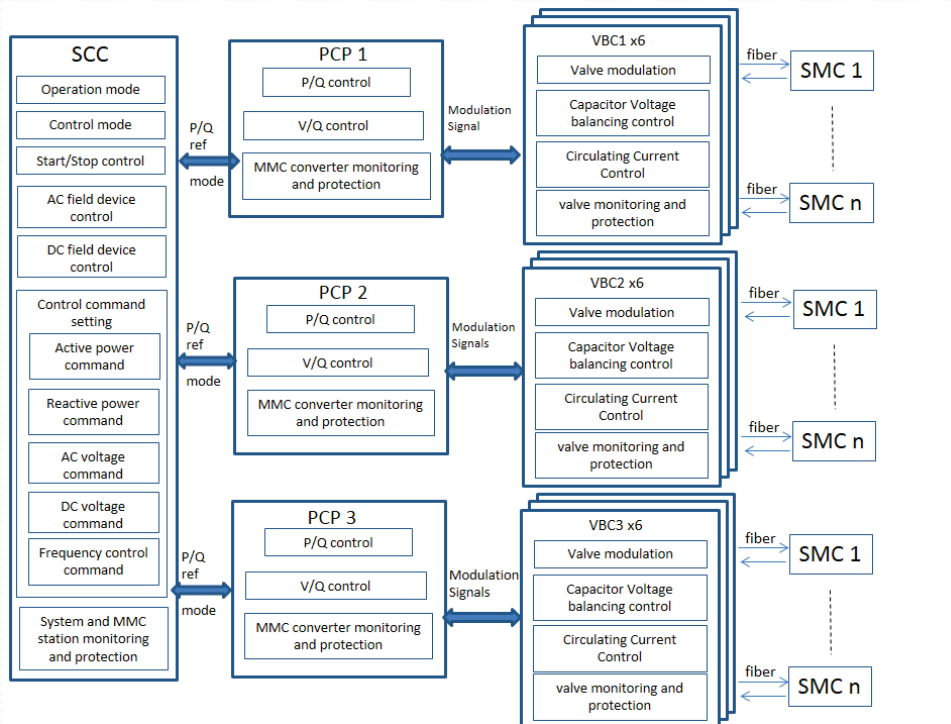 SCC
Operation mode
Control mode
Start/Stop control
AC field device
control
DC field device
control
Control command
setting
Active power
command
Reactive power
command
AC voltage
command
DC voltage
command
Frequency control
command
System and MMC
station monitoring
and protection
P/Q
ref
mode
PCP 1
P/Q control
V/Q control
MMC converter monitoring
and protection
Modulation
Signal
VBC1 x6
Valve modulation
Capacitor Voltage
balancing control
Circulating Current
Control
valve monitoring and
protection
fiber
SMC 1
fiber
SMC n
P/Q
ref
mode
PCP 2
P/Q control
V/Q control
MMC converter monitoring
and protection
Modulation
Signals
VBC2 x6
Valve modulation
Capacitor Voltage
balancing control
Circulating Current
Control
valve monitoring and
protection
fiber
SMC 1
fiber
SMC n
P/Q
ref
mode
PCP 3
P/Q control
V/Q control
MMC converter monitoring
and protection
Modulation
Signals
VBC3 x6
Valve modulation
Capacitor Voltage
balancing control
Circulating Current
Control
valve monitoring and
protection
fiber
SMC 1
fiber
SMC n